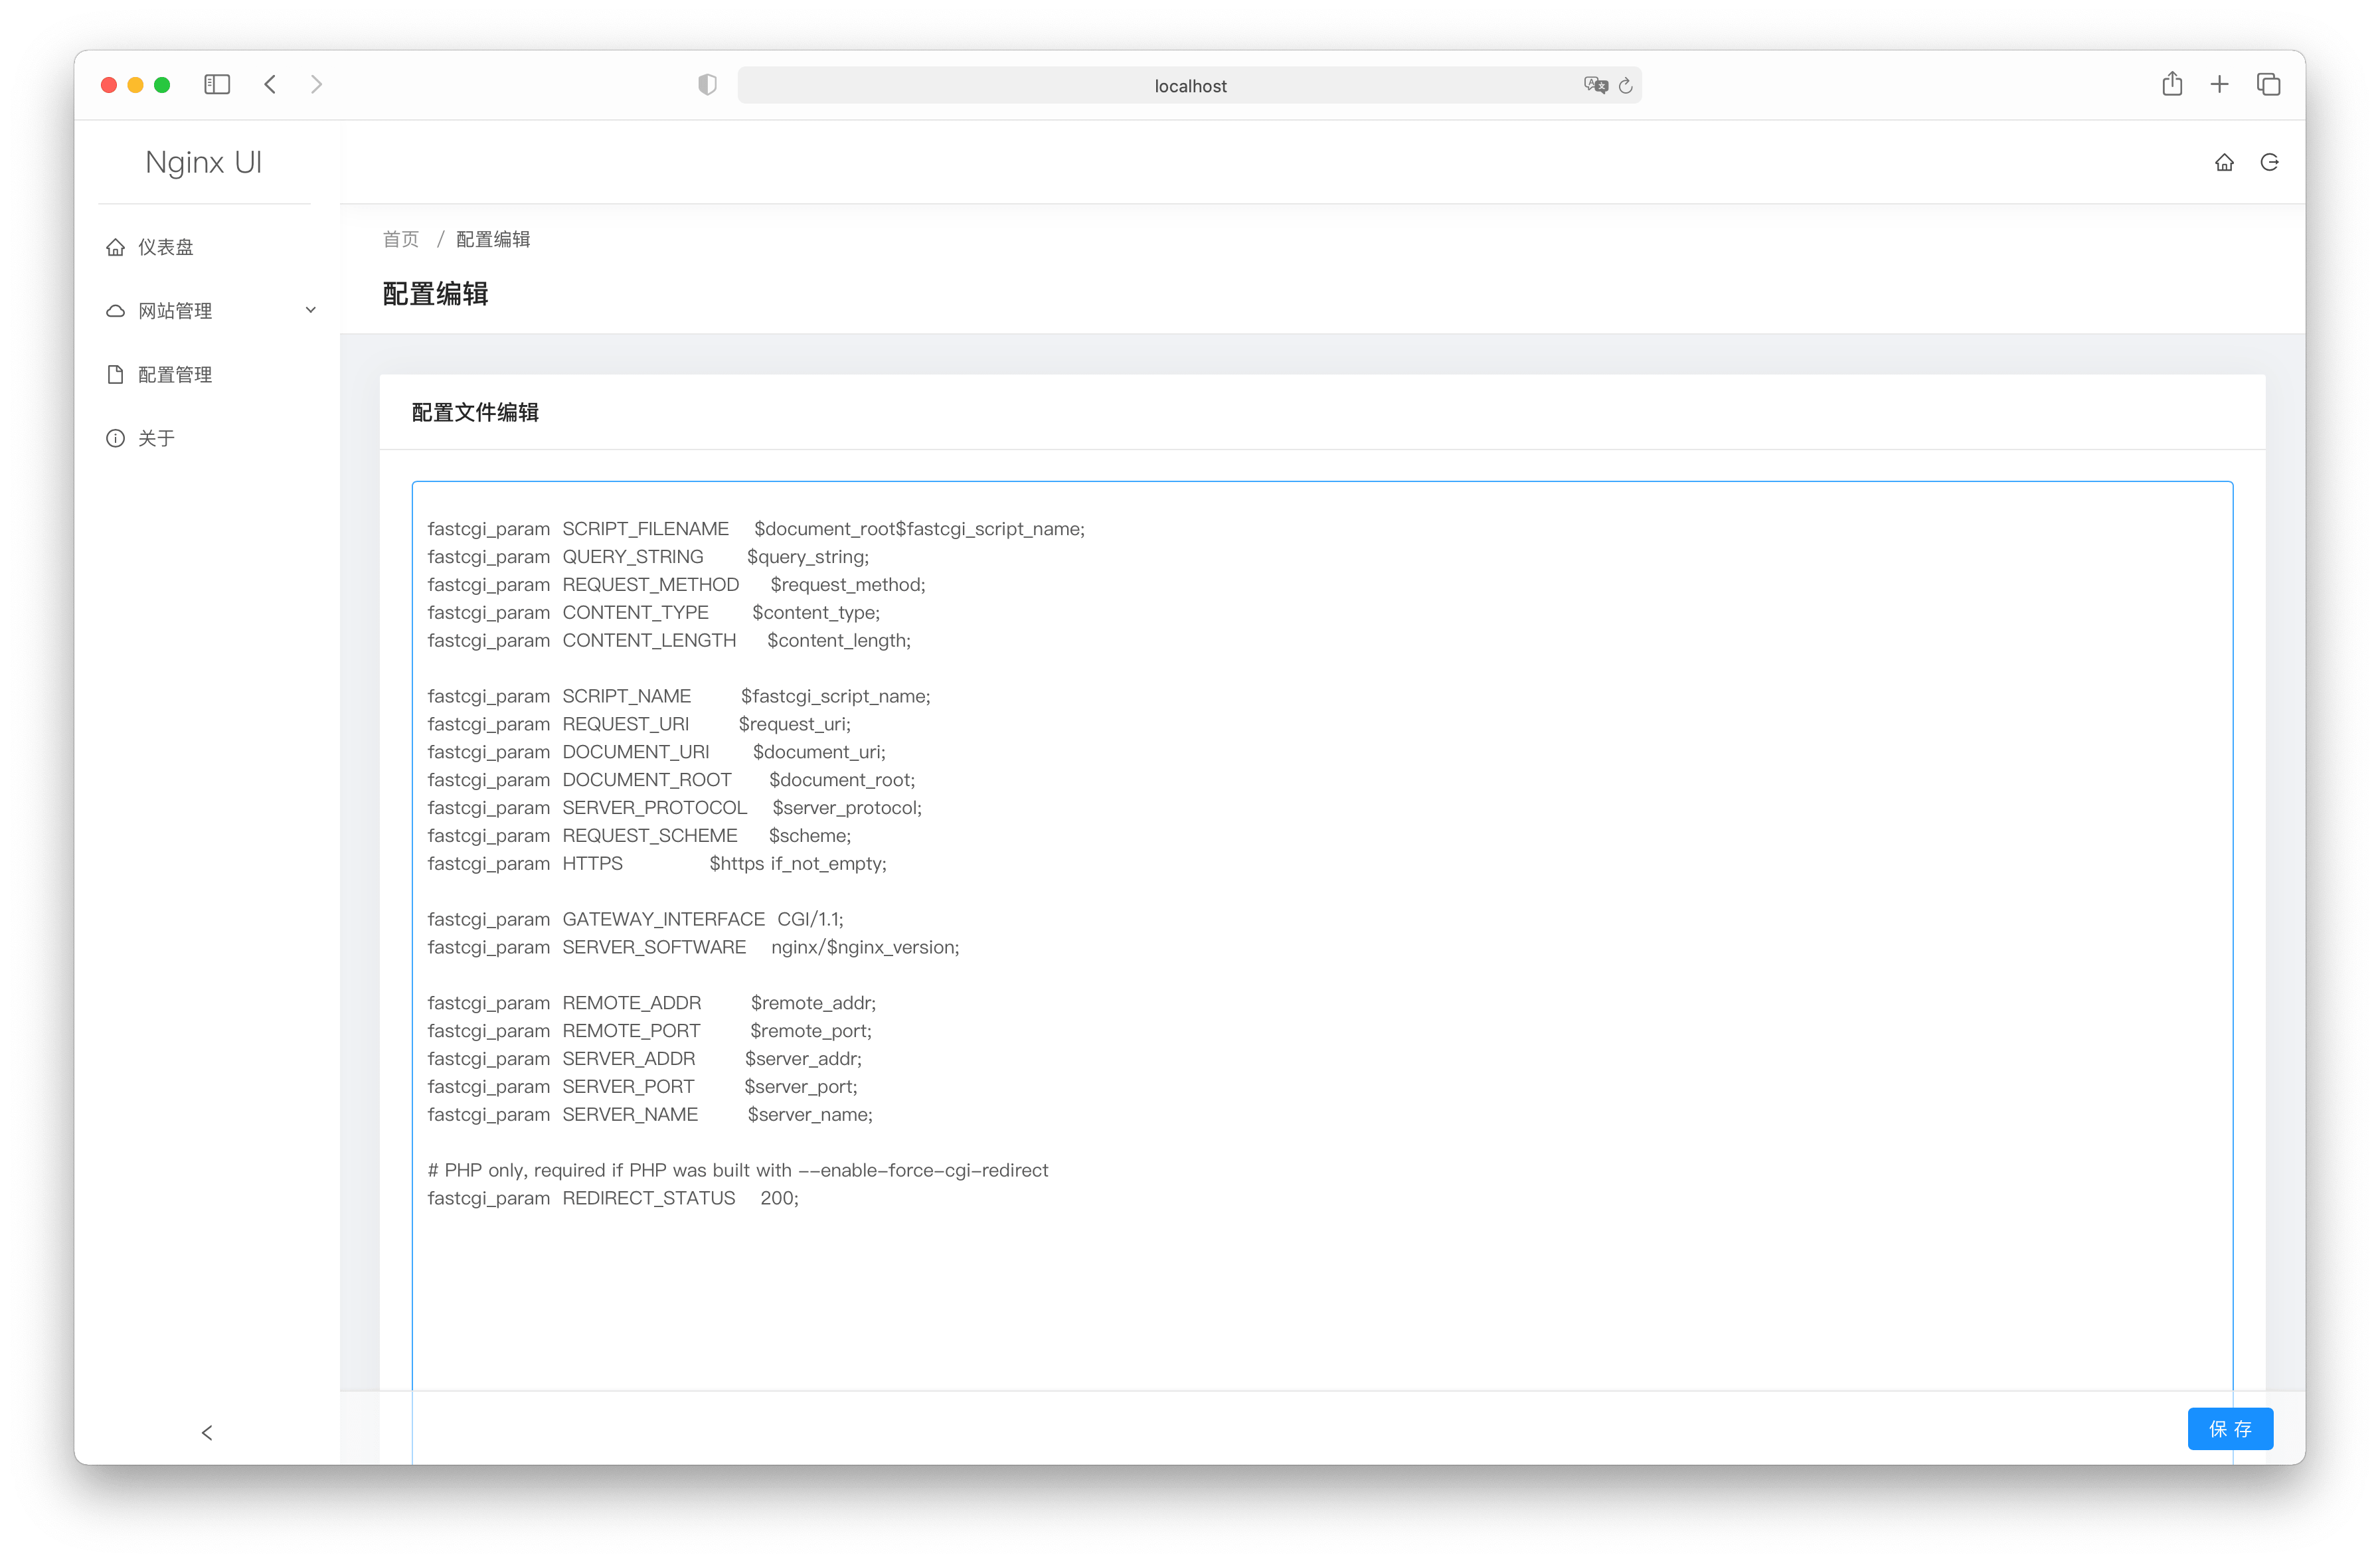 localhost
Nginx UI
仪表盘
网站管理
配置管理
关于
首页 / 配置编辑
配置编辑
配置文件编辑
fastcgi_param  SCRIPT_FILENAME    $document_root$fastcgi_script_name;
fastcgi_param  QUERY_STRING       $query_string;
fastcgi_param  REQUEST_METHOD     $request_method;
fastcgi_param  CONTENT_TYPE       $content_type;
fastcgi_param  CONTENT_LENGTH     $content_length;
fastcgi_param  SCRIPT_NAME        $fastcgi_script_name;
fastcgi_param  REQUEST_URI        $request_uri;
fastcgi_param  DOCUMENT_URI       $document_uri;
fastcgi_param  DOCUMENT_ROOT      $document_root;
fastcgi_param  SERVER_PROTOCOL    $server_protocol;
fastcgi_param  REQUEST_SCHEME     $scheme;
fastcgi_param  HTTPS              $https if_not_empty;
fastcgi_param  GATEWAY_INTERFACE  CGI/1.1;
fastcgi_param  SERVER_SOFTWARE    nginx/$nginx_version;
fastcgi_param  REMOTE_ADDR        $remote_addr;
fastcgi_param  REMOTE_PORT        $remote_port;
fastcgi_param  SERVER_ADDR        $server_addr;
fastcgi_param  SERVER_PORT        $server_port;
fastcgi_param  SERVER_NAME        $server_name;
# PHP only, required if PHP was built with --enable-force-cgi-redirect
fastcgi_param  REDIRECT_STATUS    200;
保 存